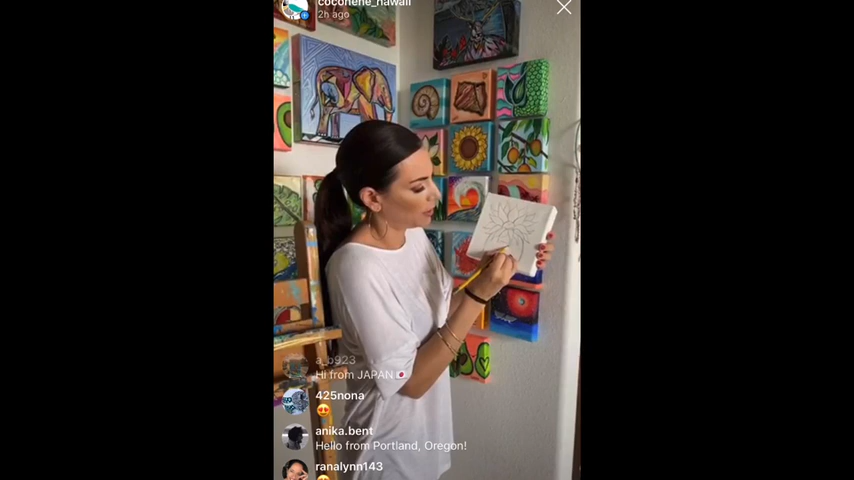 coconene_hawaii
2h ago
a_b923
Hi from JAPAN🇯🇵
425nona
😍
anika.bent
Hello from Portland, Oregon!
ranalynn143